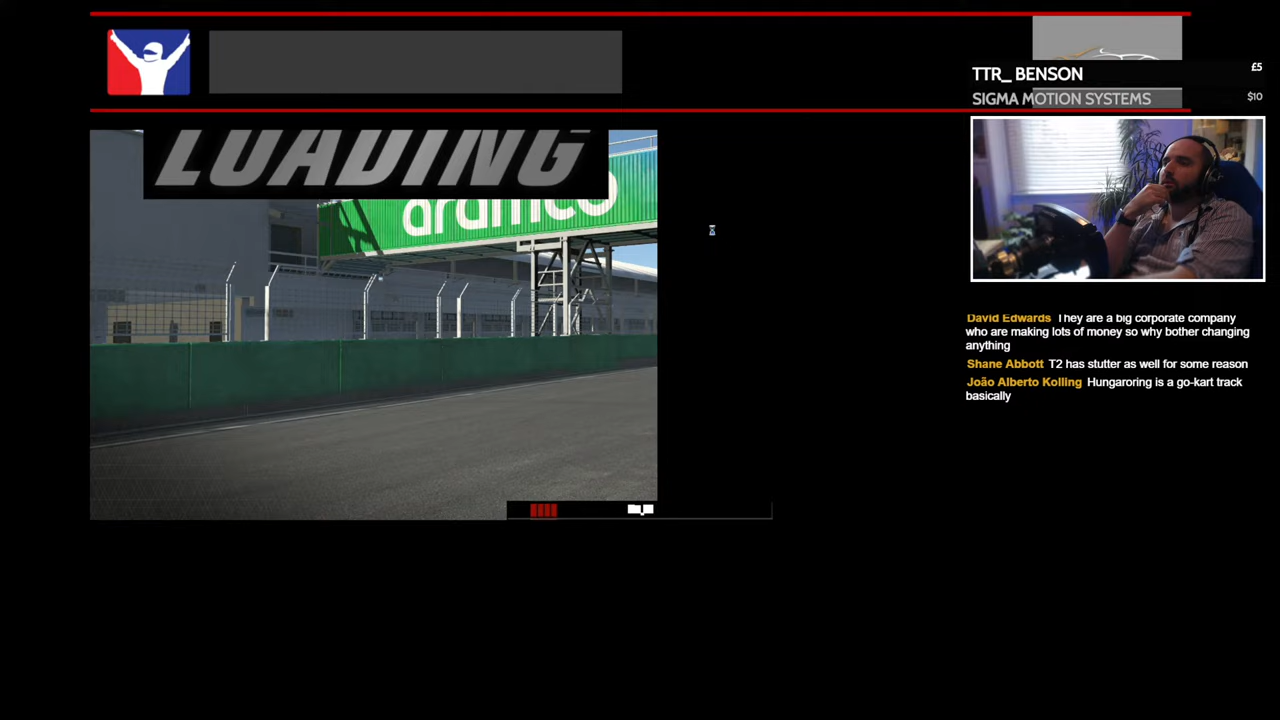 TTR_ BENSON
£5
SIGMA MOTION SYSTEMS
$10
LOADING
aramco
David Edwards They are a big corporate company
who are making lots of money so why bother changing
anything
Shane Abbott T2 has stutter as well for some reason
João Alberto Kolling Hungaroring is a go-kart track
basically